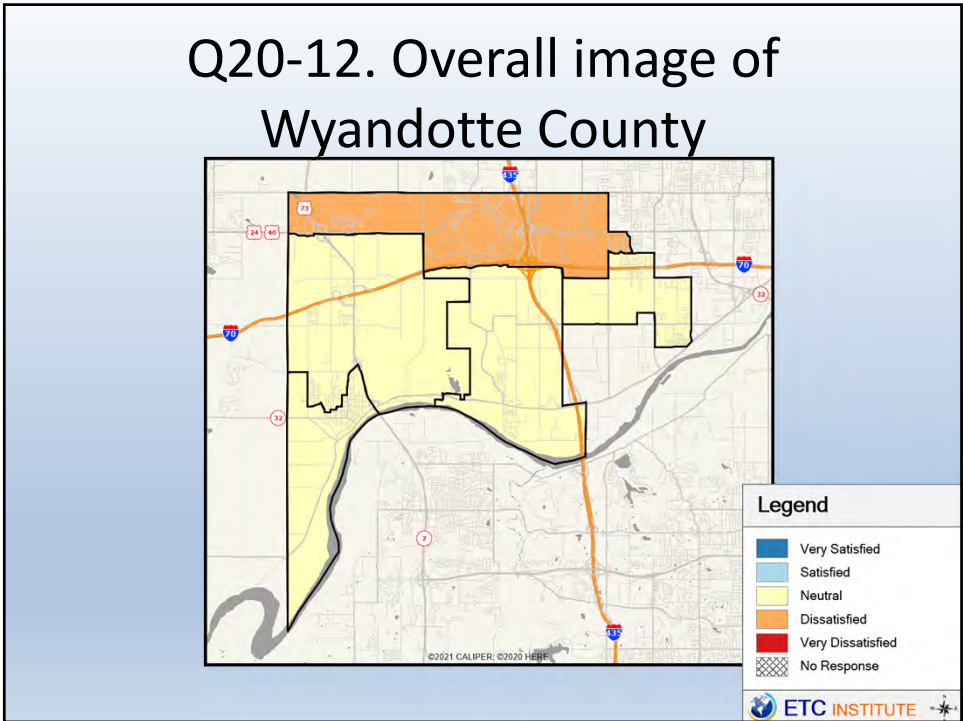 Q20-12. Overall image of
Wyandotte County
435
73
24 40
70
32
70
32
7
435
©2021 CALIPER; ©2020 HERE
Legend
Very Satisfied
Satisfied
Neutral
Dissatisfied
Very Dissatisfied
No Response
ETC INSTITUTE